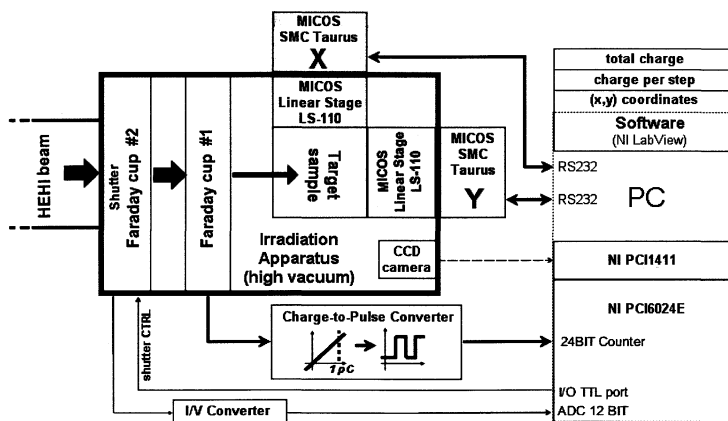 MICOS
SMC Taurus
X
MICOS
Linear Stage
LS-110
total charge
charge per step
(x,y) coordinates
Software
(NI LabView)
RS232
RS232
PC
HEHI beam
Shutter
Faraday cup #2
Faraday cup #1
Target
sample
MICOS
Linear Stage
LS-110
MICOS
SMC
Taurus
Y
Irradiation
Apparatus
(high vacuum)
CCD
camera
NI PCI1411
NI PCI6024E
shutter CTRL
Charge-to-Pulse Converter
1pC
24BIT Counter
I/O TTL port
I/V Converter
ADC 12 BIT